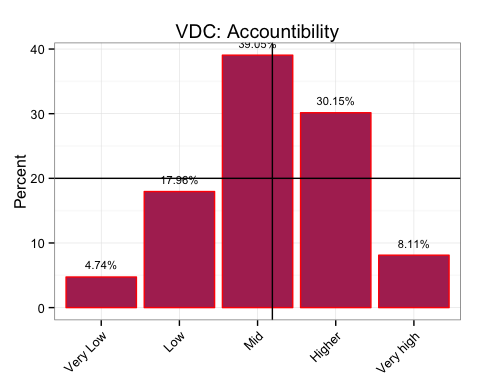 VDC: Accountibility
Percent
40
30
20
10
0
4.74%
17.96%
39.05%
30.15%
8.11%
Very Low
Low
Mid
Higher
Very high